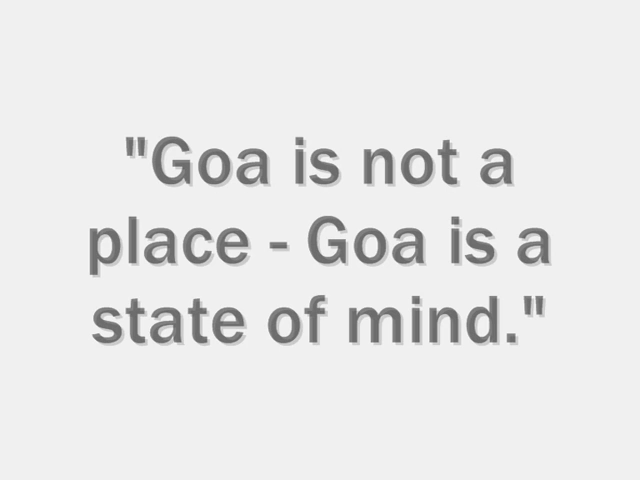 "Goa is not a
place - Goa is a
state of mind."